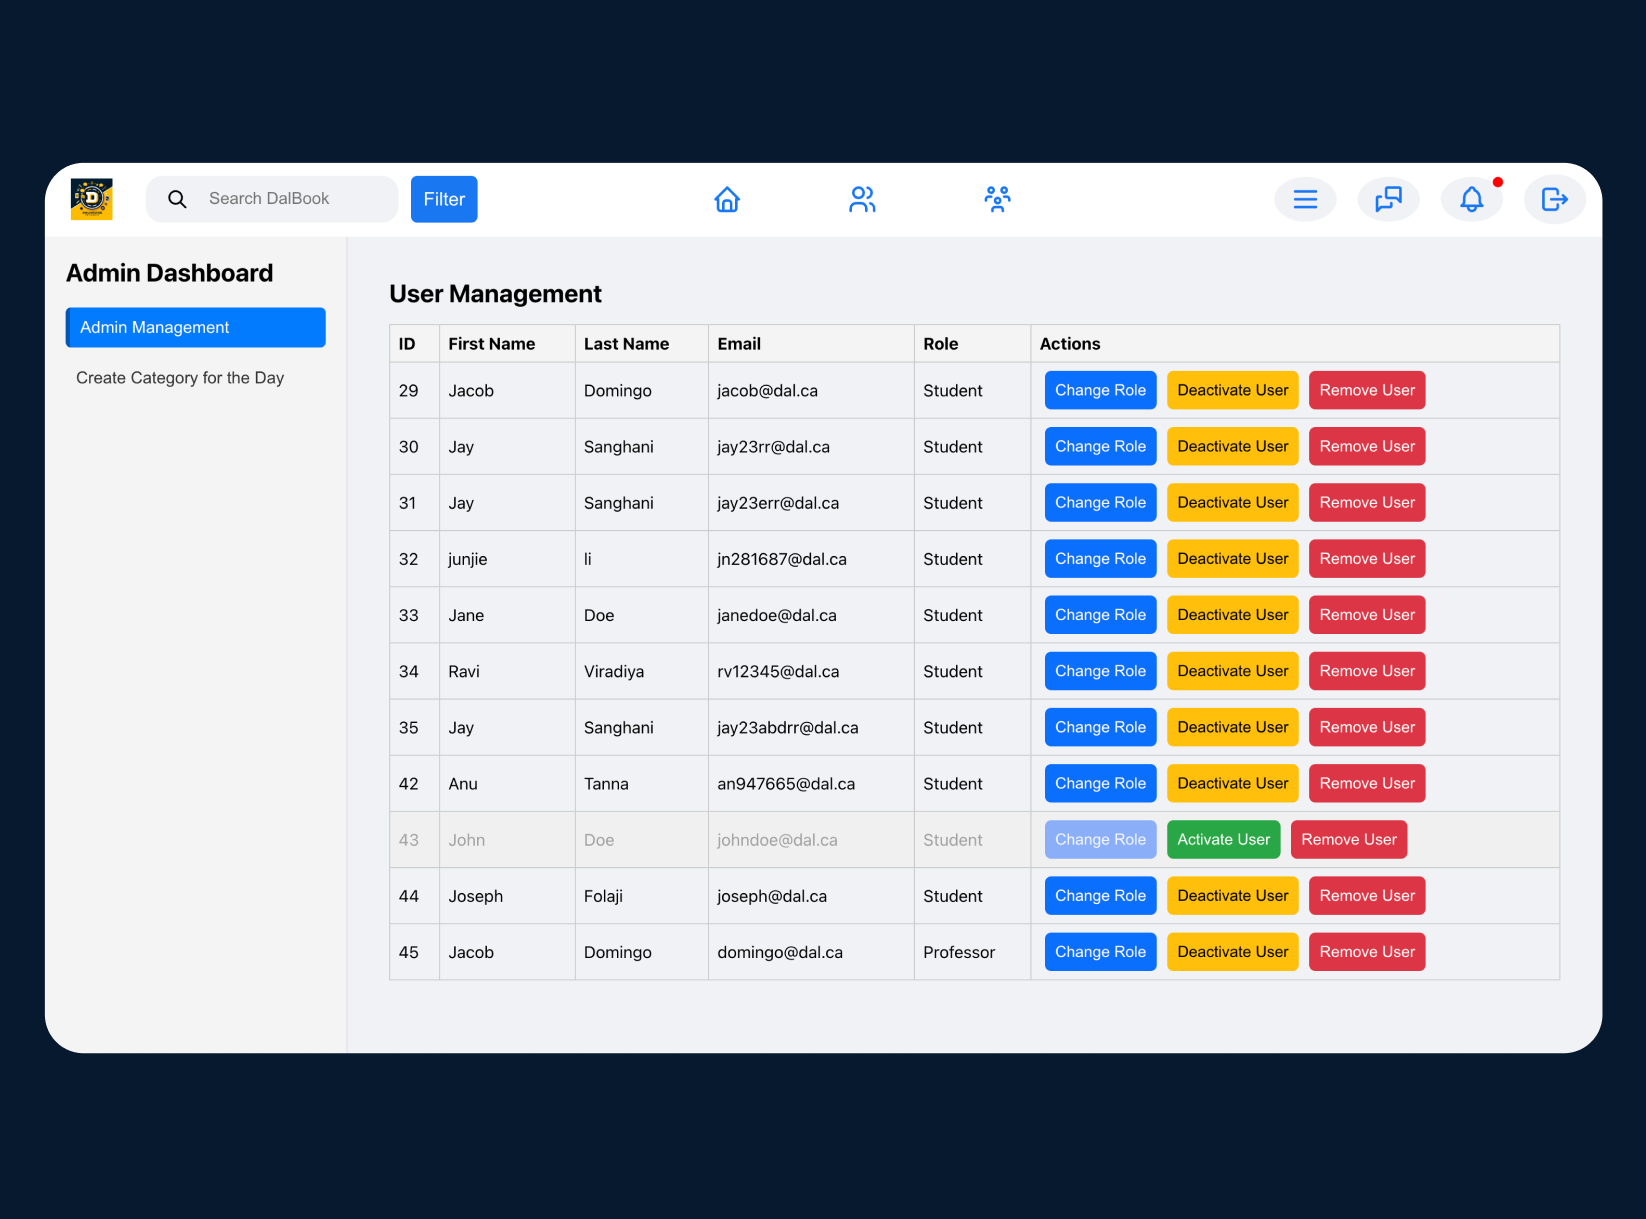 D
Search DalBook
Filter
Admin Dashboard
Admin Management
Create Category for the Day
User Management
ID First Name Last Name Email Role Actions
29 Jacob Domingo jacob@dal.ca Student Change Role Deactivate User Remove User
30 Jay Sanghani jay23rr@dal.ca Student Change Role Deactivate User Remove User
31 Jay Sanghani jay23err@dal.ca Student Change Role Deactivate User Remove User
32 junjie li jn281687@dal.ca Student Change Role Deactivate User Remove User
33 Jane Doe janedoe@dal.ca Student Change Role Deactivate User Remove User
34 Ravi Viradiya rv12345@dal.ca Student Change Role Deactivate User Remove User
35 Jay Sanghani jay23abdrr@dal.ca Student Change Role Deactivate User Remove User
42 Anu Tanna an947665@dal.ca Student Change Role Deactivate User Remove User
43 John Doe johndoe@dal.ca Student Change Role Activate User Remove User
44 Joseph Folaji joseph@dal.ca Student Change Role Deactivate User Remove User
45 Jacob Domingo domingo@dal.ca Professor Change Role Deactivate User Remove User